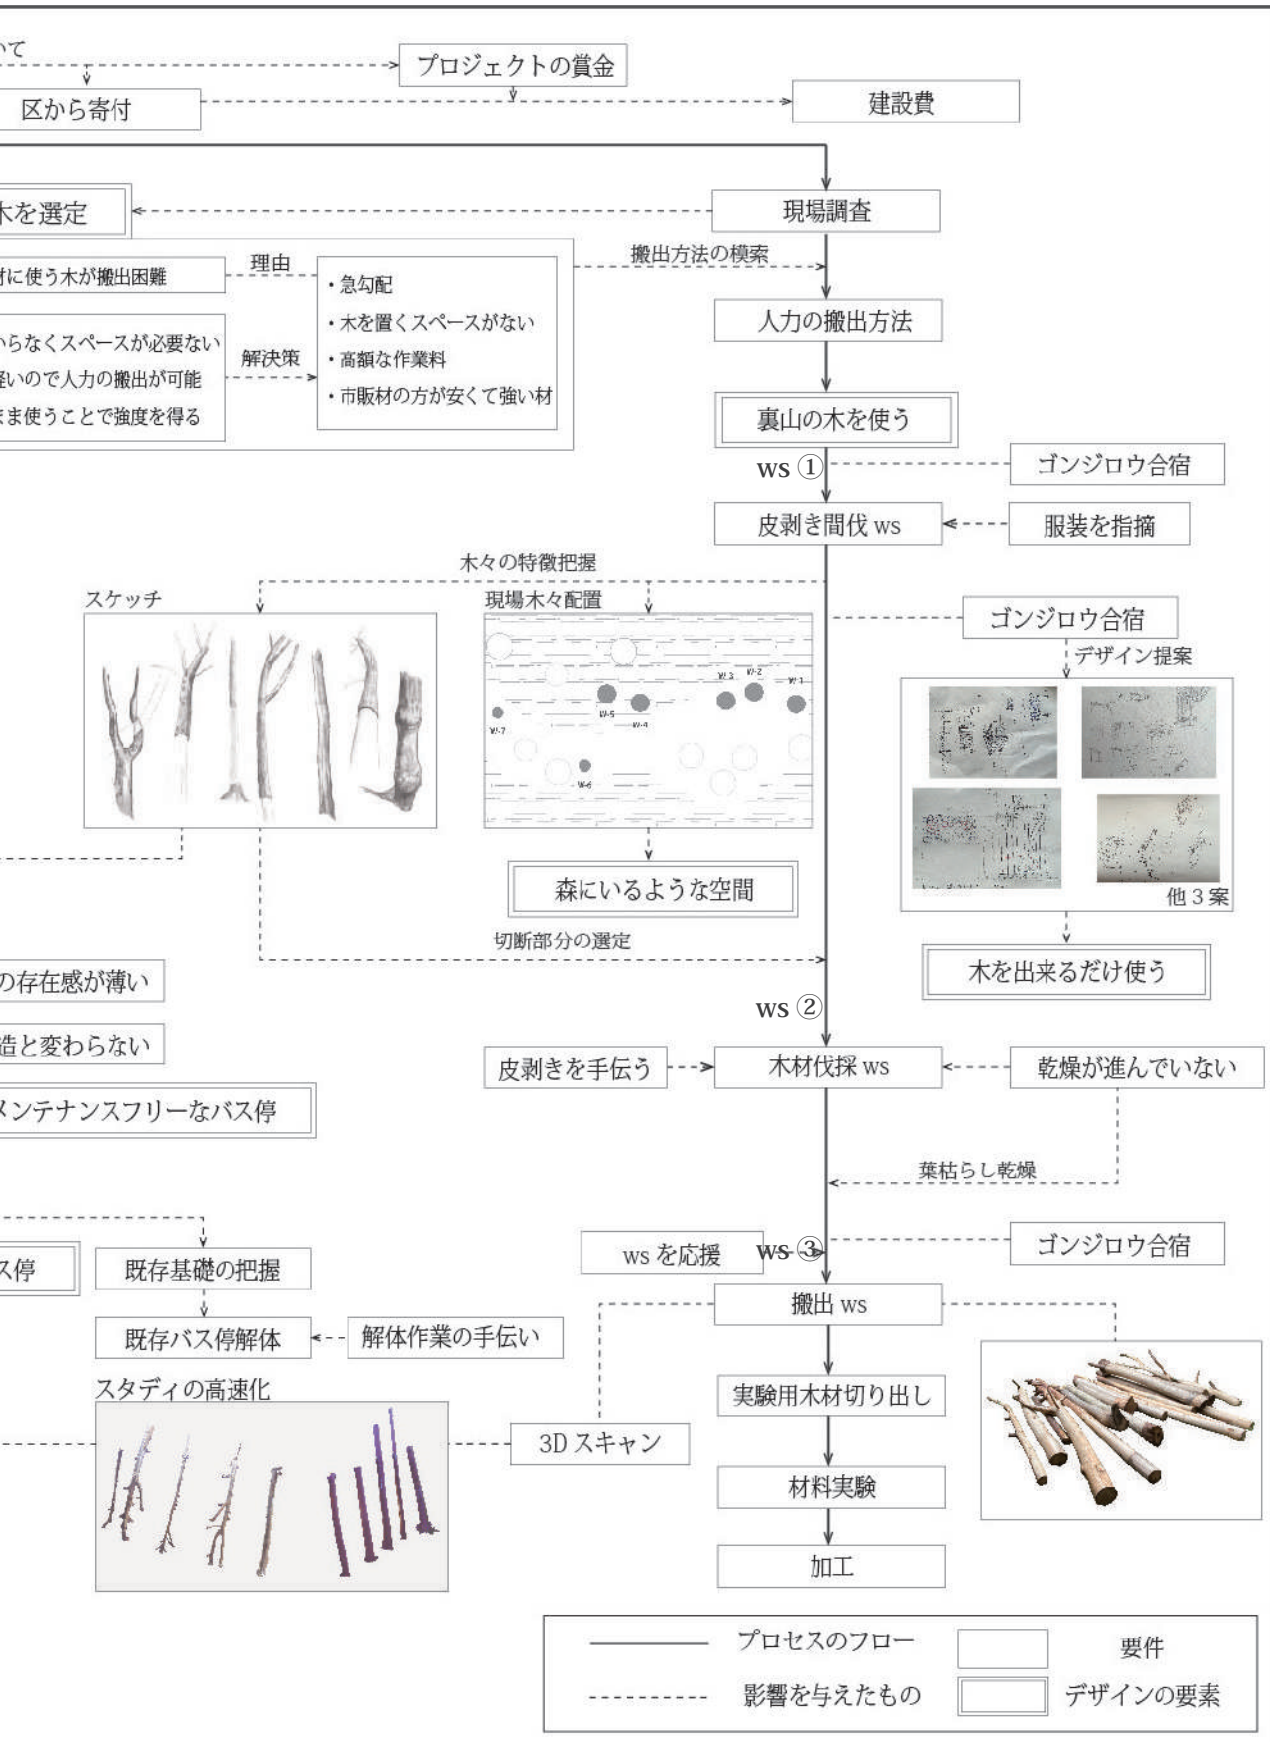 いて
プロジェクトの賞金
区から寄付
建設費
木を選定
現場調査
搬出方法の模索
材に使う木が搬出困難
理由
・急勾配
・木を置くスペースがない
・高額な作業料
・市販材の方が安くて強い材
からなくスペースが必要ない
軽いので人力の搬出が可能
まま使うことで強度を得る
解決策
人力の搬出方法
裏山の木を使う
ws ①
ゴンジロウ合宿
皮剥き間伐 ws
服装を指摘
木々の特徴把握
スケッチ
現場木々配置
W-3
W-2
W-1
W-5
W-4
W-7
W-6
ゴンジロウ合宿
デザイン提案
他 3 案
森にいるような空間
切断部分の選定
木を出来るだけ使う
の存在感が薄い
ws ②
造と変わらない
皮剥きを手伝う
木材伐採 ws
乾燥が進んでいない
メンテナンスフリーなバス停
葉枯らし乾燥
ス停
既存基礎の把握
ws を応援
ws ③
ゴンジロウ合宿
搬出 ws
既存バス停解体
解体作業の手伝い
スタディの高速化
3D スキャン
実験用木材切り出し
材料実験
加工
プロセスのフロー
要件
影響を与えたもの
デザインの要素